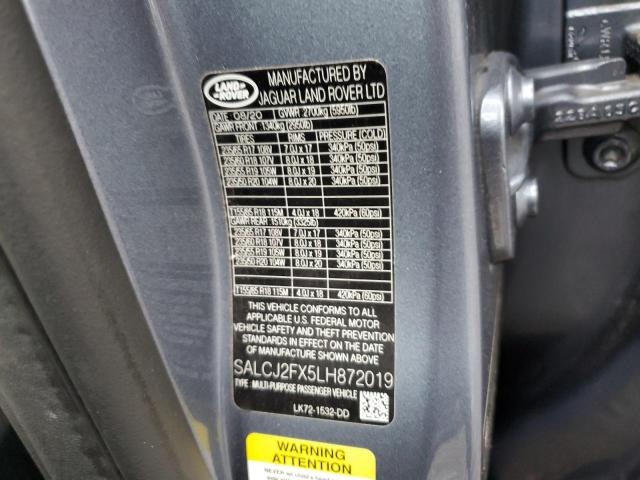 LAND ROVER
MANUFACTURED BY
JAGUAR LAND ROVER LTD
DATE 08/20 GVWR 2700kg (5950lb)
GAWR FRONT 1340kg (2950lb)
TIRES RIMS PRESSURE (COLD)
235/65 R17 108V 7.0J x 17 340kPa (50psi)
235/60 R18 107V 8.0J x 18 340kPa (50psi)
235/55 R19 105W 8.0J x 19 340kPa (50psi)
235/50 R20 104W 8.0J x 20 340kPa (50psi)
T155/85 R18 115M 4.0J x 18 420kPa (60psi)
GAWR REAR 1510kg (3325lb)
235/65 R17 108V 7.0J x 17 340kPa (50psi)
235/60 R18 107V 8.0J x 18 340kPa (50psi)
235/55 R19 105W 8.0J x 19 340kPa (50psi)
235/50 R20 104W 8.0J x 20 340kPa (50psi)
T155/85 R18 115M 4.0J x 18 420kPa (60psi)
THIS VEHICLE CONFORMS TO ALL
APPLICABLE U.S. FEDERAL MOTOR
VEHICLE SAFETY AND THEFT PREVENTION
STANDARDS IN EFFECT ON THE DATE
OF MANUFACTURE SHOWN ABOVE
SALCJ2FX5LH872019
TYPE : MULTI-PURPOSE PASSENGER VEHICLE
LK72-1532-DD
WARNING
ATTENTION